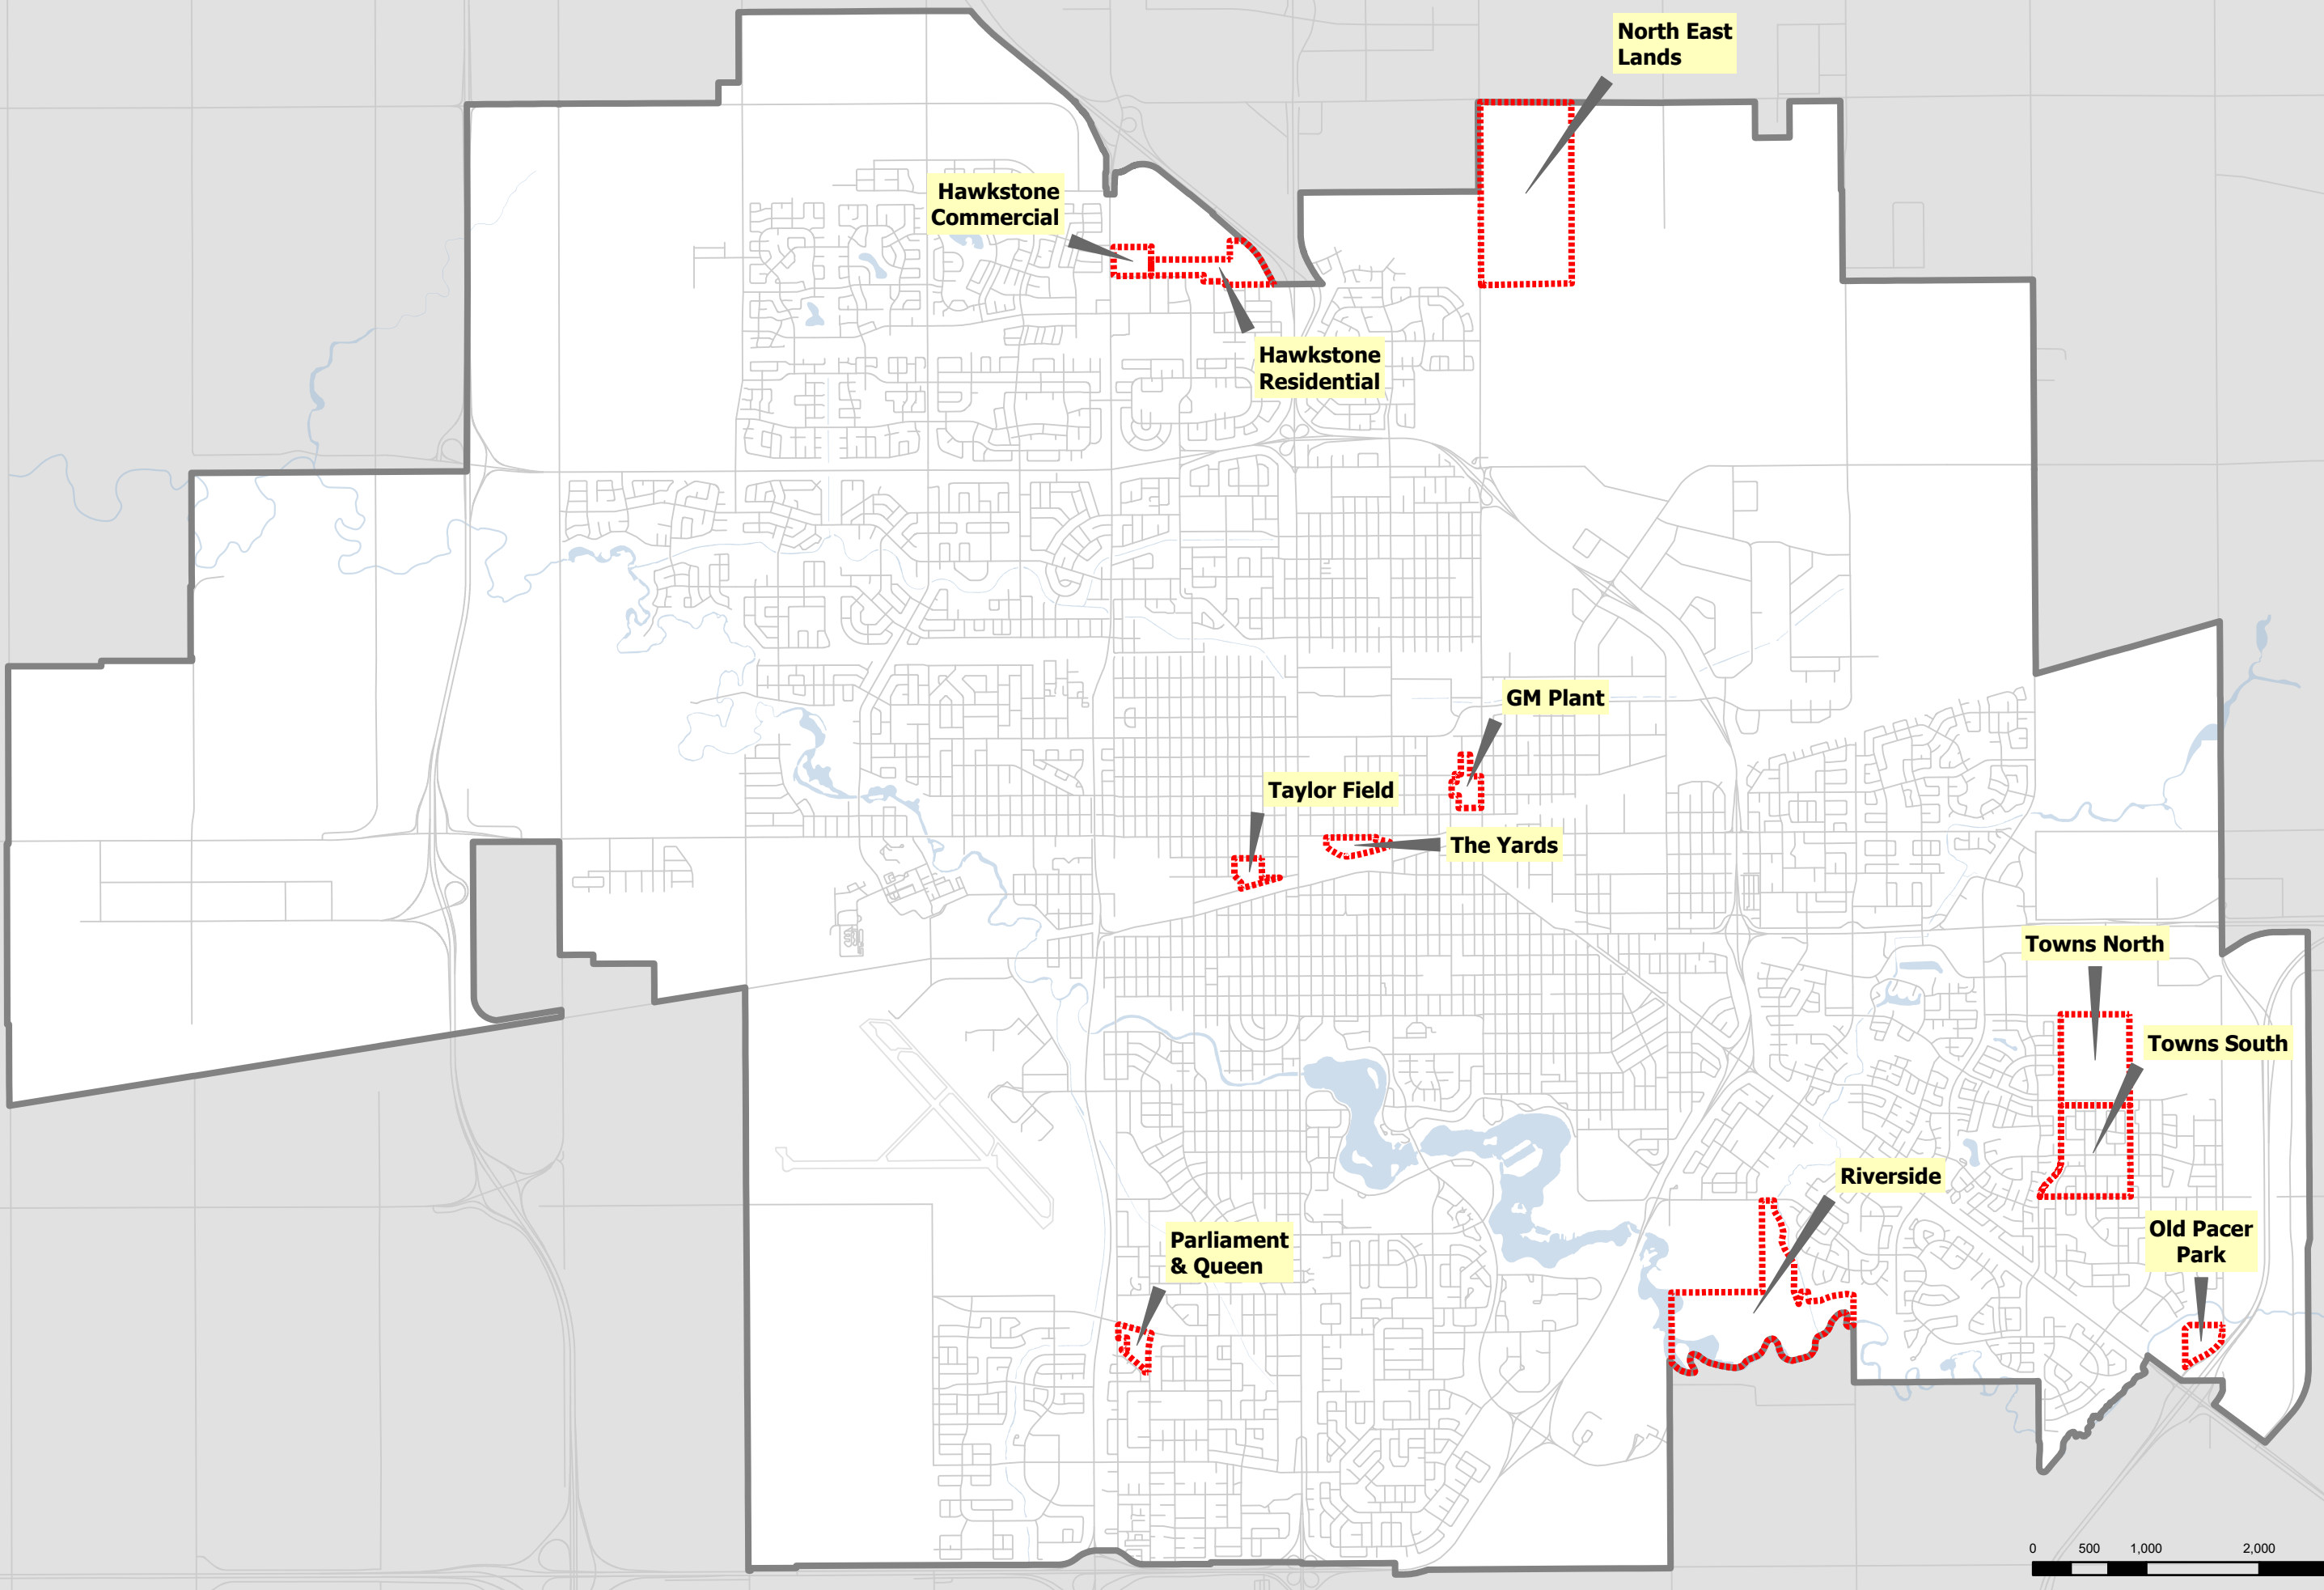 North East
Lands
Hawkstone
Commercial
Hawkstone
Residential
GM Plant
Taylor Field
The Yards
Towns North
Towns South
Riverside
Old Pacer
Park
Parliament
& Queen
0 500 1,000 2,000